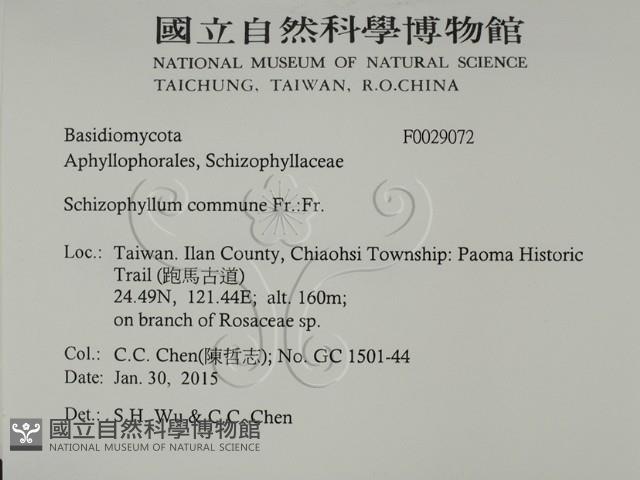 國立自然科學博物館
NATIONAL MUSEUM OF NATURAL SCIENCE
TAICHUNG, TAIWAN, R.O.CHINA
Basidiomycota F0029072
Aphyllophorales, Schizophyllaceae
Schizophyllum commune Fr.:Fr.
Loc.: Taiwan. Ilan County, Chiaohsi Township: Paoma Historic
Trail (跑馬古道)
24.49N, 121.44E; alt. 160m;
on branch of Rosaceae sp.
Col.: C.C. Chen(陳哲志); No. GC 1501-44
Date: Jan. 30, 2015
Det.: S.H. Wu & C.C. Chen
國立自然科學博物館
NATIONAL MUSEUM OF NATURAL SCIENCE